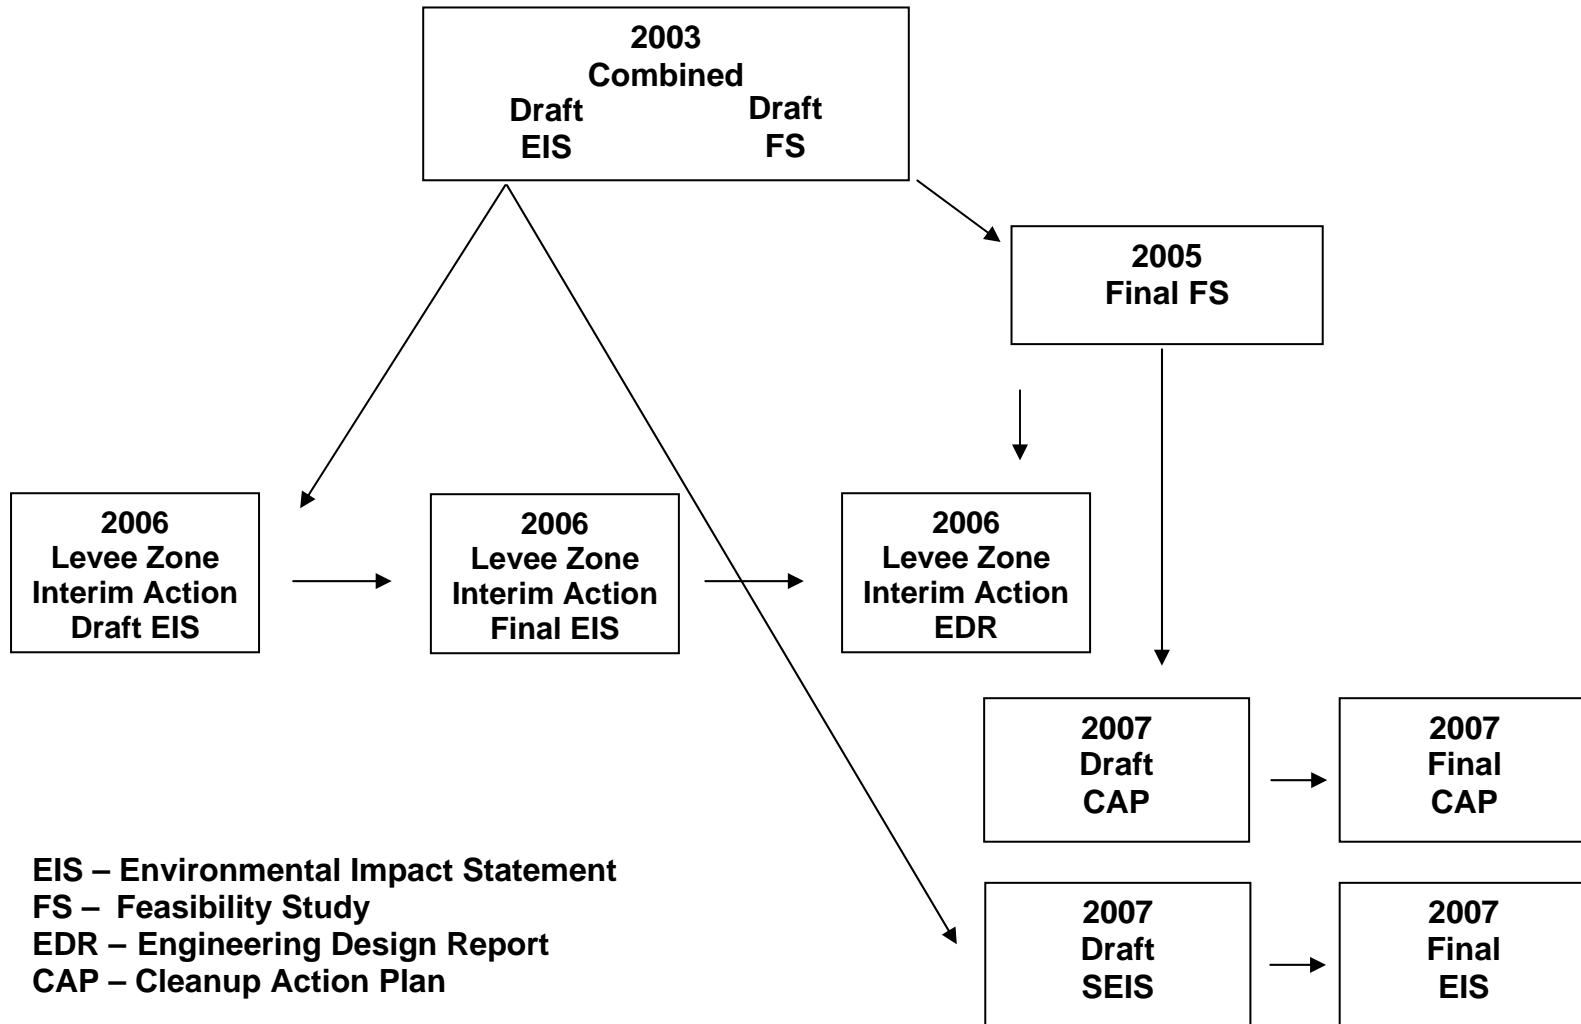 2003
Combined
Draft
EIS
Draft
FS
2005
Final FS
2006
Levee Zone
Interim Action
Draft EIS
2006
Levee Zone
Interim Action
Final EIS
2006
Levee Zone
Interim Action
EDR
2007
Draft
CAP
2007
Final
CAP
EIS – Environmental Impact Statement
FS –  Feasibility Study
EDR – Engineering Design Report
CAP – Cleanup Action Plan
2007
Draft
SEIS
2007
Final
EIS